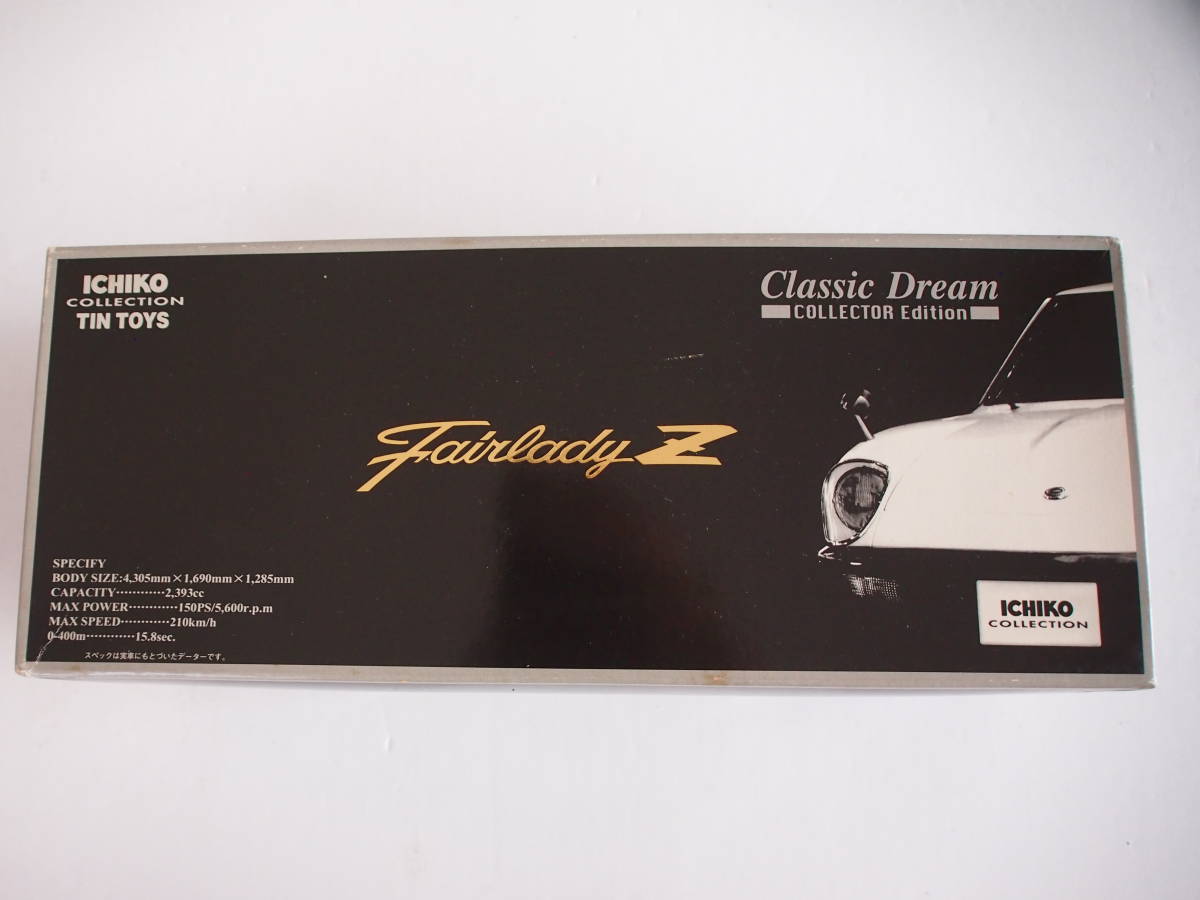 ICHIKO
COLLECTION
TIN TOYS
Classic Dream
COLLECTOR Edition
Fairlady Z
SPECIFY
BODY SIZE:4,305mm×1,690mm×1,285mm
CAPACITY············2,393cc
MAX POWER············150PS/5,600r.p.m
MAX SPEED············210km/h
0-400m············15.8sec.
スペックは実車にもとづいたデーターです。
ICHIKO
COLLECTION